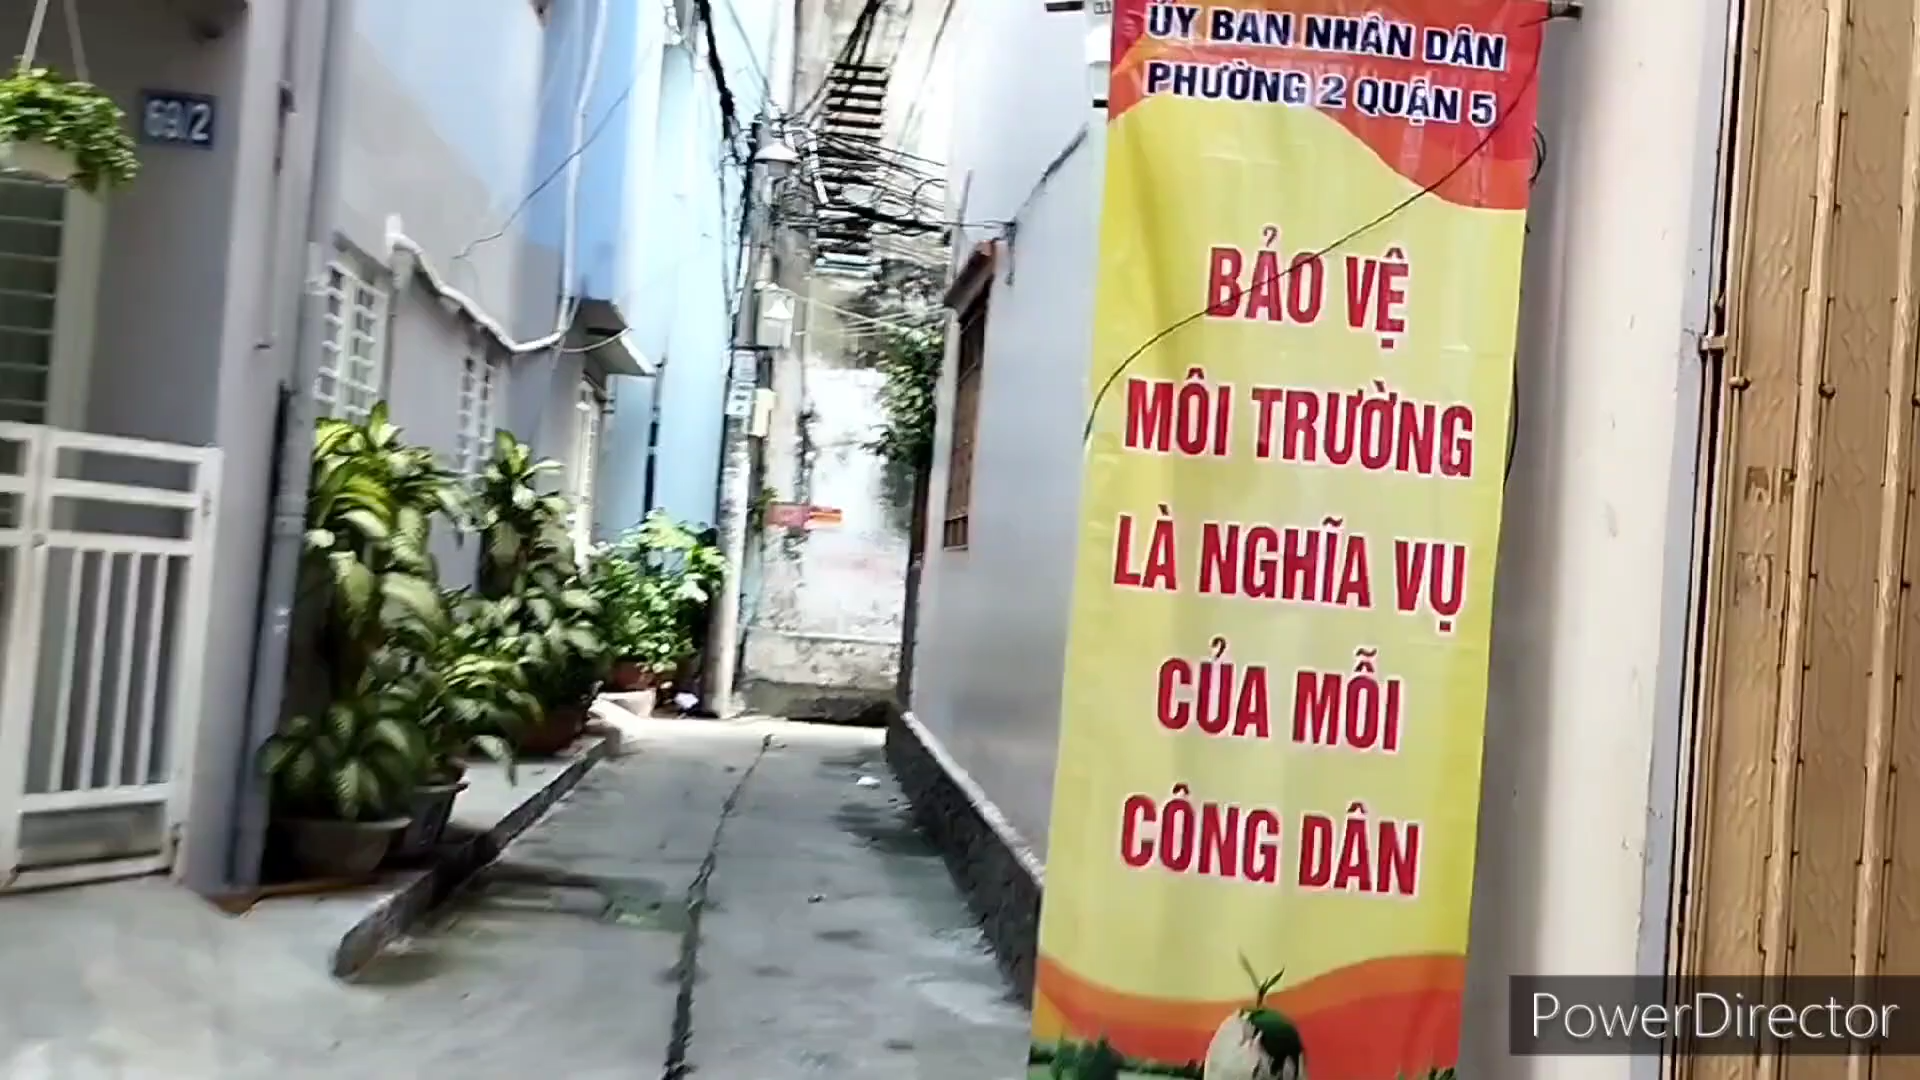 69/2
ỦY BAN NHÂN DÂN
PHƯỜNG 2 QUẬN 5
BẢO VỆ
MÔI TRƯỜNG
LÀ NGHĨA VỤ
CỦA MỖI
CÔNG DÂN
PowerDirector